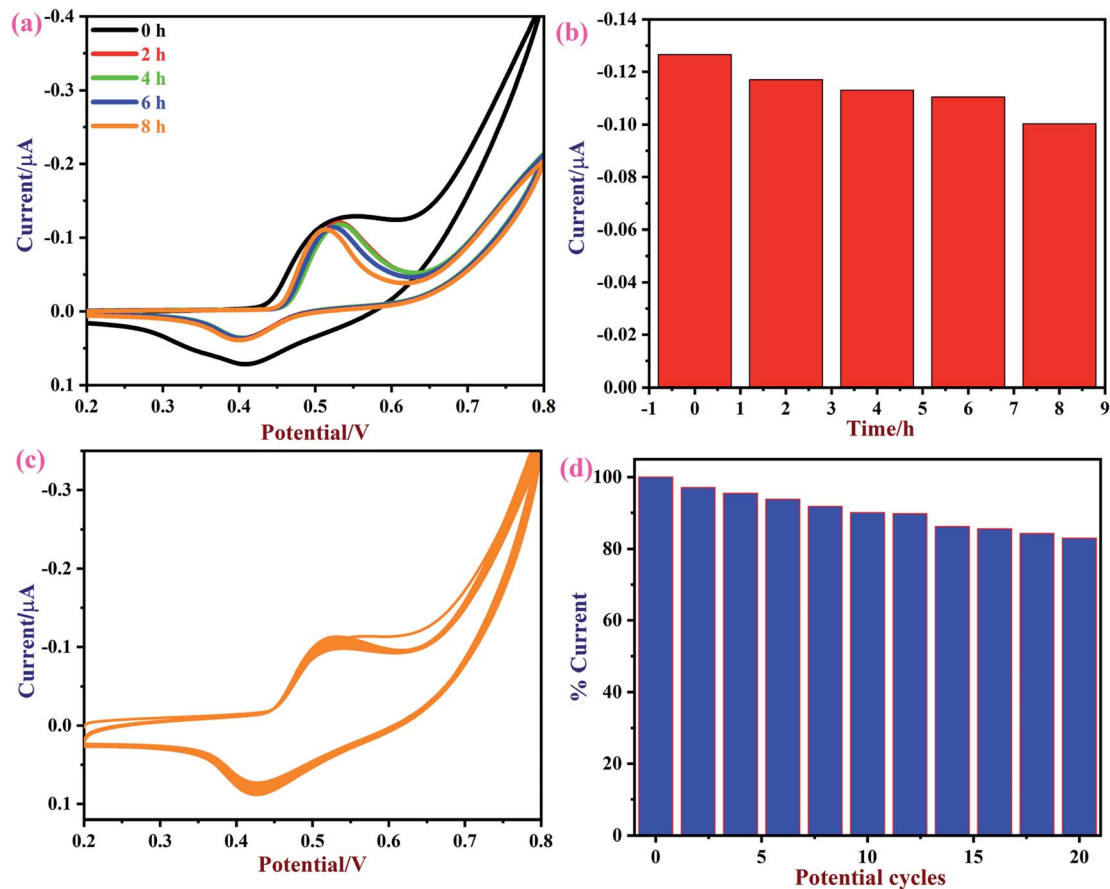 (a)
0 h
2 h
4 h
6 h
8 h
-0.4
-0.3
-0.2
-0.1
0.0
0.1
Current/μA
0.2 0.3 0.4 0.5 0.6 0.7 0.8
Potential/V
(b)
-0.14
-0.12
-0.10
-0.08
-0.06
-0.04
-0.02
0.00
Current/μA
-1 0 1 2 3 4 5 6 7 8 9
Time/h
(c)
-0.3
-0.2
-0.1
0.0
0.1
Current/μA
0.2 0.3 0.4 0.5 0.6 0.7 0.8
Potential/V
(d)
100
80
60
40
20
0
% Current
0 5 10 15 20
Potential cycles